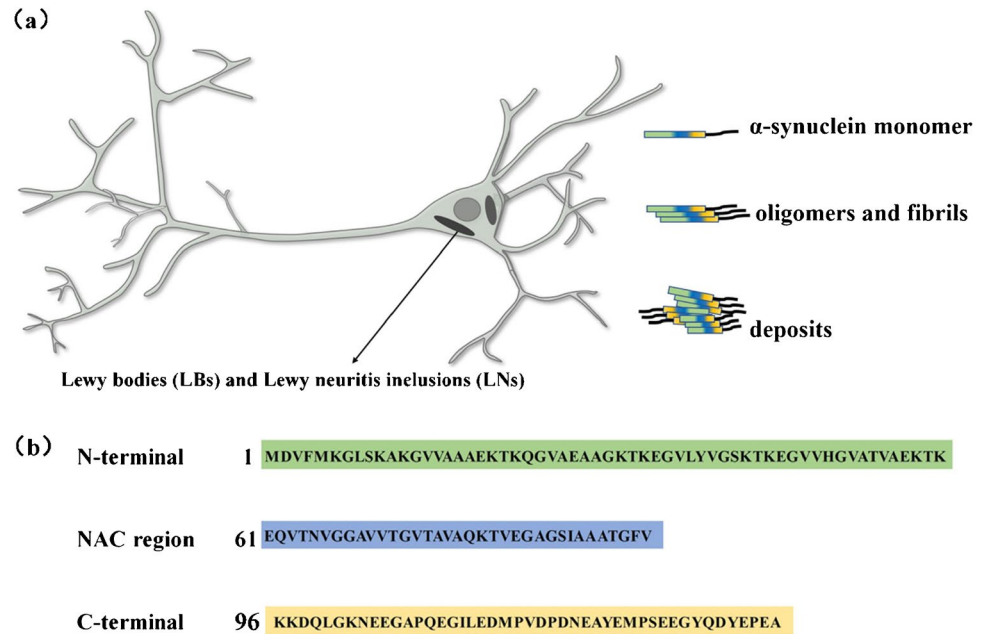 (a)
α-synuclein monomer
oligomers and fibrils
deposits
Lewy bodies (LBs) and Lewy neuritis inclusions (LNs)
(b)
N-terminal 1 MDVFMKGLSKAKGVVAAAEKTKQGVAEAAGKTKEGVLYVGSKTKEGVVHGVATVAEKTK
NAC region 61 EQVTNVGGAVVTGVTAVAQKTVEGAGSIAAATGFV
C-terminal 96 KKDQLGKNEEGAPQEGILEDMPVDPDNEAYEMPSEEGYQDYEPEA